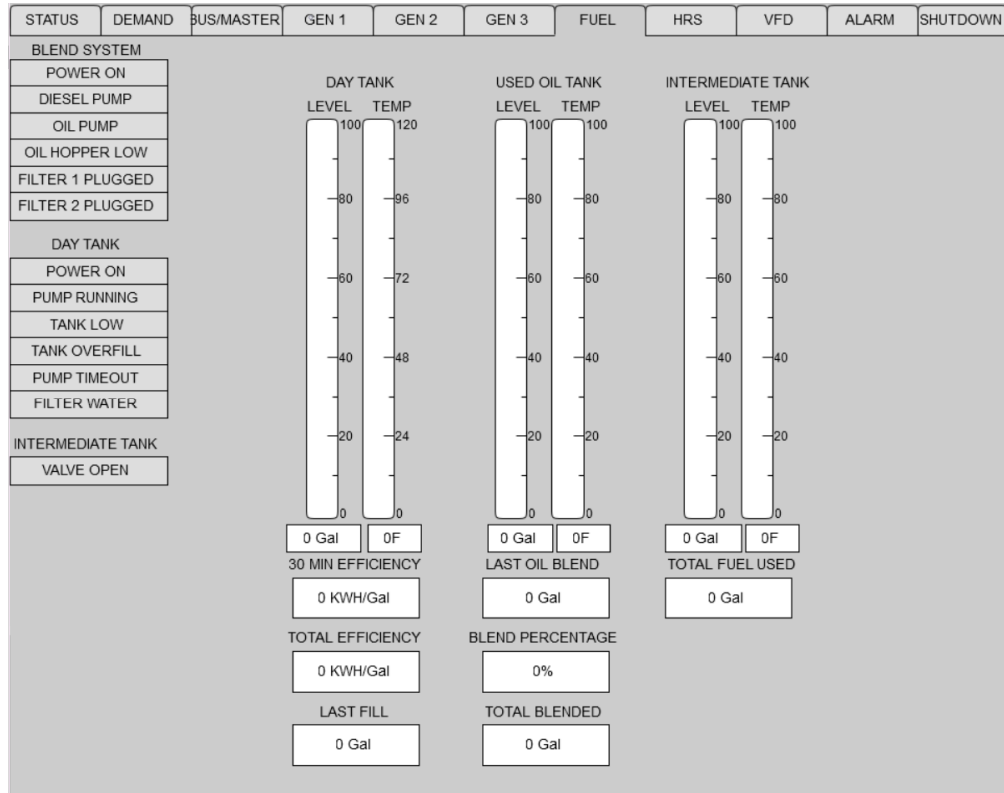 STATUS DEMAND BUS/MASTER GEN 1 GEN 2 GEN 3 FUEL HRS VFD ALARM SHUTDOWN
BLEND SYSTEM
POWER ON
DIESEL PUMP
OIL PUMP
OIL HOPPER LOW
FILTER 1 PLUGGED
FILTER 2 PLUGGED
DAY TANK
POWER ON
PUMP RUNNING
TANK LOW
TANK OVERFILL
PUMP TIMEOUT
FILTER WATER
INTERMEDIATE TANK
VALVE OPEN
DAY TANK
LEVEL TEMP
100 120
80 96
60 72
40 48
20 24
0 0
0 Gal 0F
30 MIN EFFICIENCY
0 KWH/Gal
TOTAL EFFICIENCY
0 KWH/Gal
LAST FILL
0 Gal
USED OIL TANK
LEVEL TEMP
100 100
80 80
60 60
40 40
20 20
0 0
0 Gal 0F
LAST OIL BLEND
0 Gal
BLEND PERCENTAGE
0%
TOTAL BLENDED
0 Gal
INTERMEDIATE TANK
LEVEL TEMP
100 100
80 80
60 60
40 40
20 20
0 0
0 Gal 0F
TOTAL FUEL USED
0 Gal